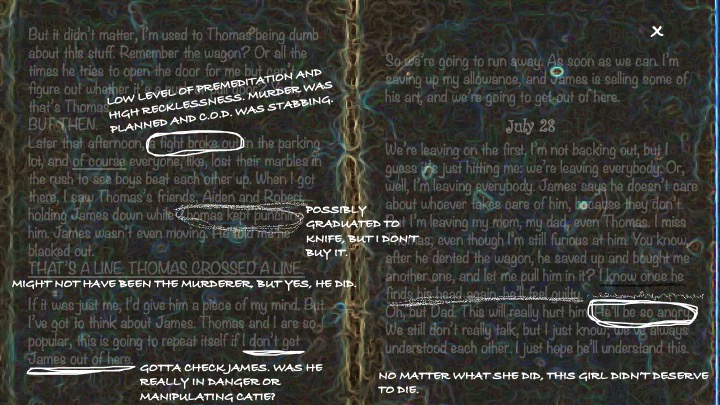 But it didn't matter, I'm used to Thomas being dumb
about this stuff. Remember the wagon? Or all the
times he tries to open the door for me but can't
figure out whether it's
that's Thomas
BUT THEN.
LOW LEVEL OF PREMEDITATION AND
HIGH RECKLESSNESS. MURDER WAS
PLANNED AND C.O.D. WAS STABBING.
Later that afternoon, a fight broke out in the parking
lot, and of course everyone, like, lost their marbles in
the rush to see boys beat each other up. When I got
there, I say Thomas's friends, Aiden and Robert
holding James down while Thomas kept punching
him. James wasn't even moving. He told me he
blacked out.
POSSIBLY
GRADUATED TO
KNIFE, BUT I DON'T
BUY IT.
THAT'S A LINE. THOMAS CROSSED A LINE.
MIGHT NOT HAVE BEEN THE MURDERER, BUT YES, HE DID.
If it was just me, I'd give him a piece of my mind. But
I've got to think about James. Thomas and I are so
popular, this is going to repeat itself if I don't get
James out of here.
GOTTA CHECK JAMES. WAS HE
REALLY IN DANGER OR
MANIPULATING CATIE?
X
So we're going to run away. As soon as we can. I'm
saving up my allowance, and James is selling some of
his art, and we're going to get out of here.
July 28
We're leaving on the first. I'm not backing out, but I
guess it's just hitting me: we're leaving everybody. Or,
well, I'm leaving everybody. James says he doesn't care
about whoever takes care of him, because they don't
but I'm leaving my mom, my dad, even Thomas. I miss
Thomas, even though I'm still furious at him. You know,
after he dented the wagon, he saved up and bought me
another one, and let me pull him in it? I know once he
finds his head again, he'll feel guilty.
Oh, but Dad. This will really hurt him. He'll be so angry.
We still don't really talk, but I just know, we've always
understood each other. I just hope he'll understand this.
NO MATTER WHAT SHE DID, THIS GIRL DIDN'T DESERVE
TO DIE.